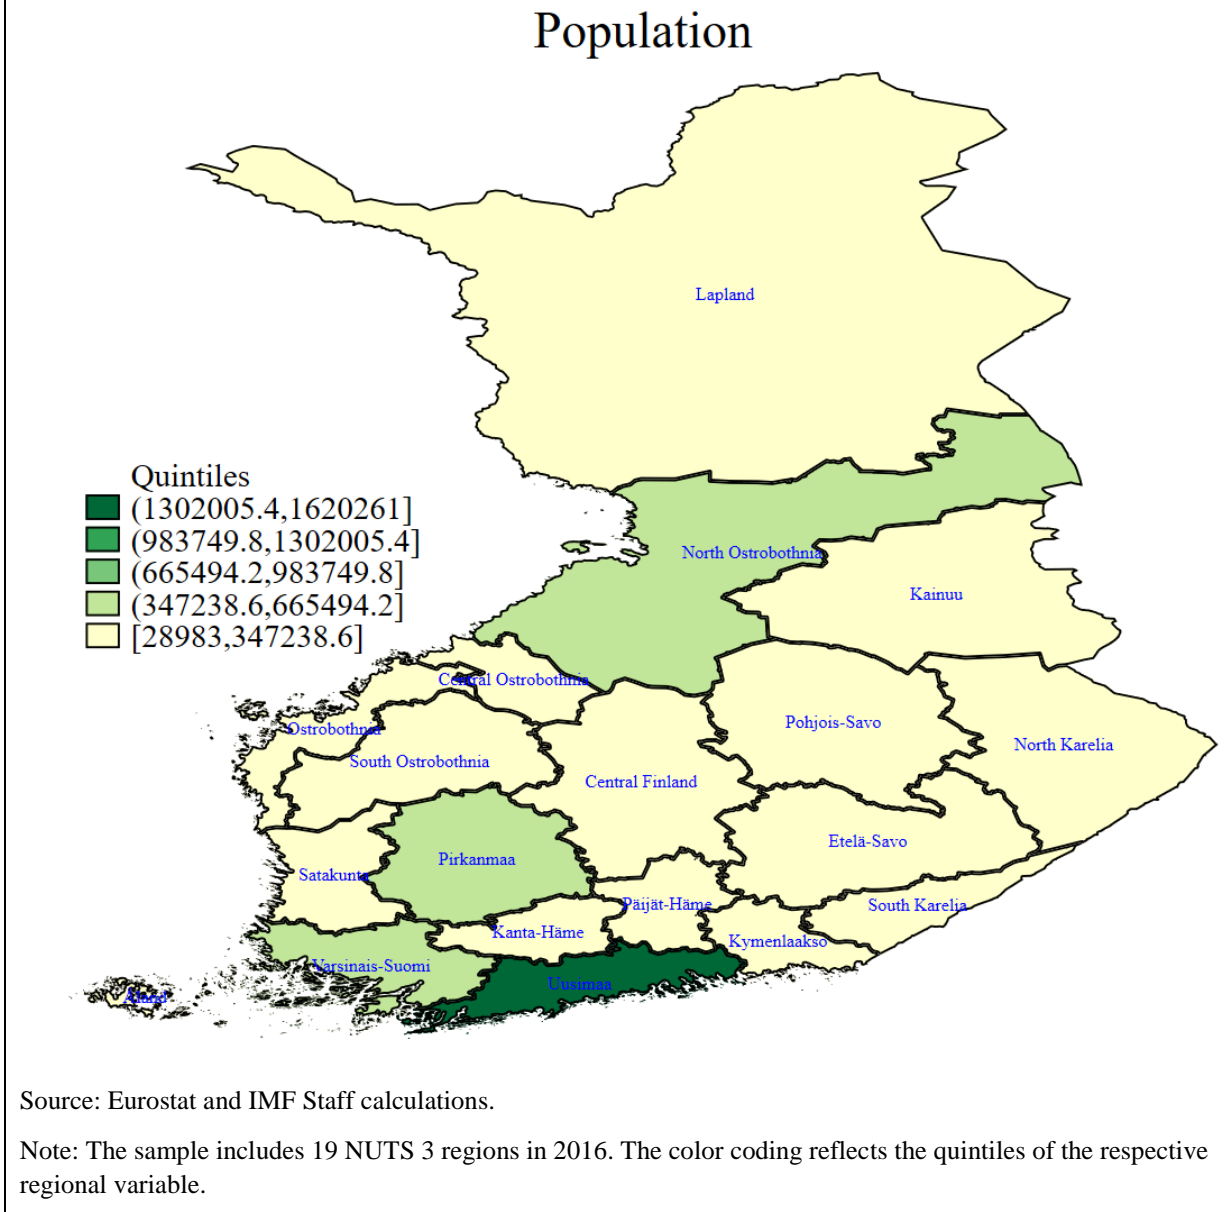 Population
Lapland
Quintiles
(1302005.4,1620261]
(983749.8,1302005.4]
(665494.2,983749.8]
(347238.6,665494.2]
[28983,347238.6]
North Ostrobothnia
Kainuu
Central Ostrobothnia
Ostrobothnia
Pohjois-Savo
North Karelia
South Ostrobothnia
Central Finland
Etelä-Savo
Pirkanmaa
Satakunta
Päijät-Häme
South Karelia
Kanta-Häme
Kymenlaakso
Varsinais-Suomi
Uusimaa
Åland
Source: Eurostat and IMF Staff calculations.
Note: The sample includes 19 NUTS 3 regions in 2016. The color coding reflects the quintiles of the respective
regional variable.